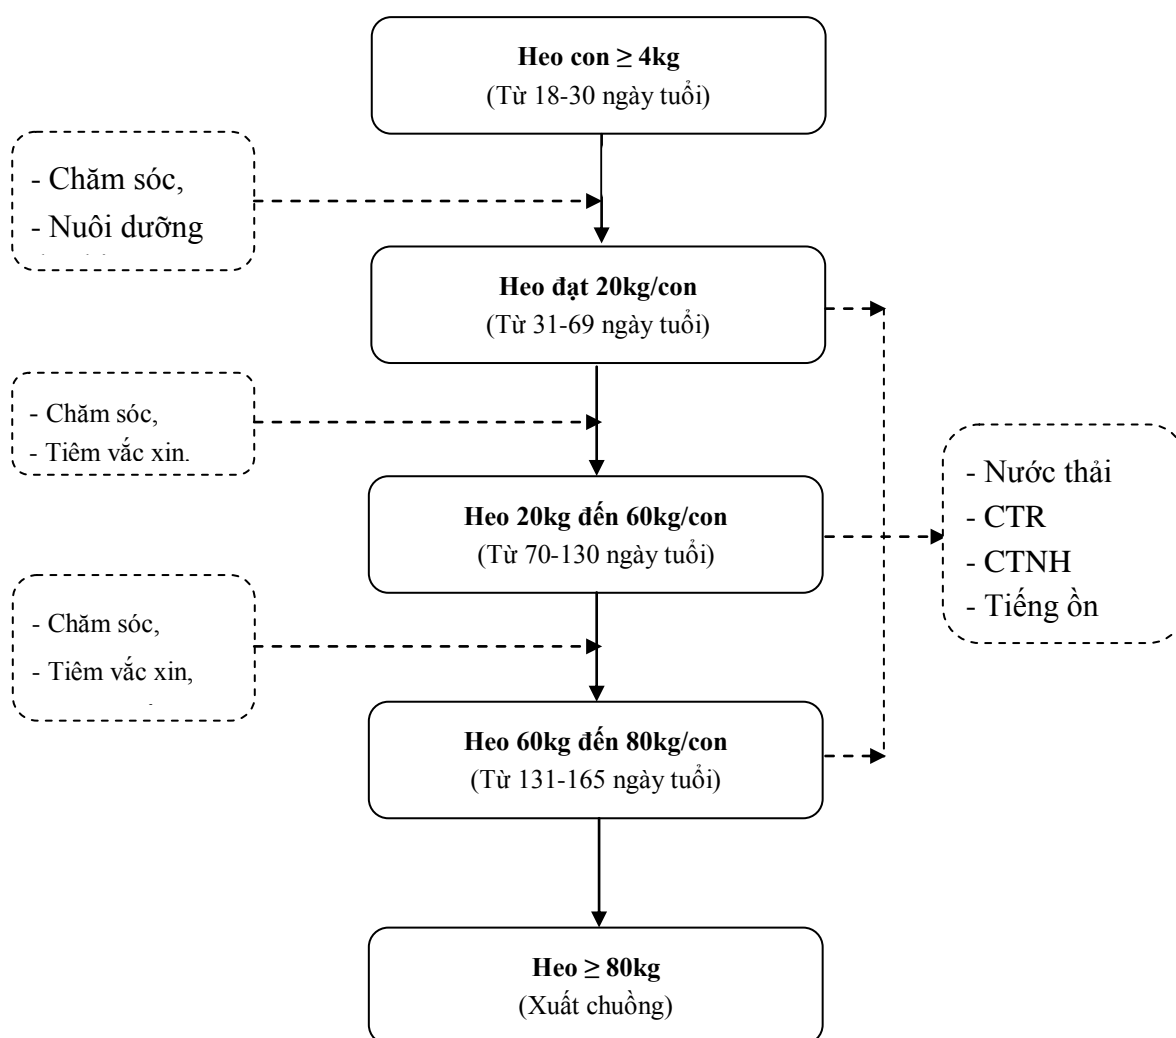 Heo con ≥ 4kg
(Từ 18-30 ngày tuổi)
- Chăm sóc,
- Nuôi dưỡng
Heo đạt 20kg/con
(Từ 31-69 ngày tuổi)
- Chăm sóc,
- Tiêm vắc xin.
Heo 20kg đến 60kg/con
(Từ 70-130 ngày tuổi)
- Nước thải
- CTR
- CTNH
- Tiếng ồn
- Chăm sóc,
- Tiêm vắc xin,
Heo 60kg đến 80kg/con
(Từ 131-165 ngày tuổi)
Heo ≥ 80kg
(Xuất chuồng)